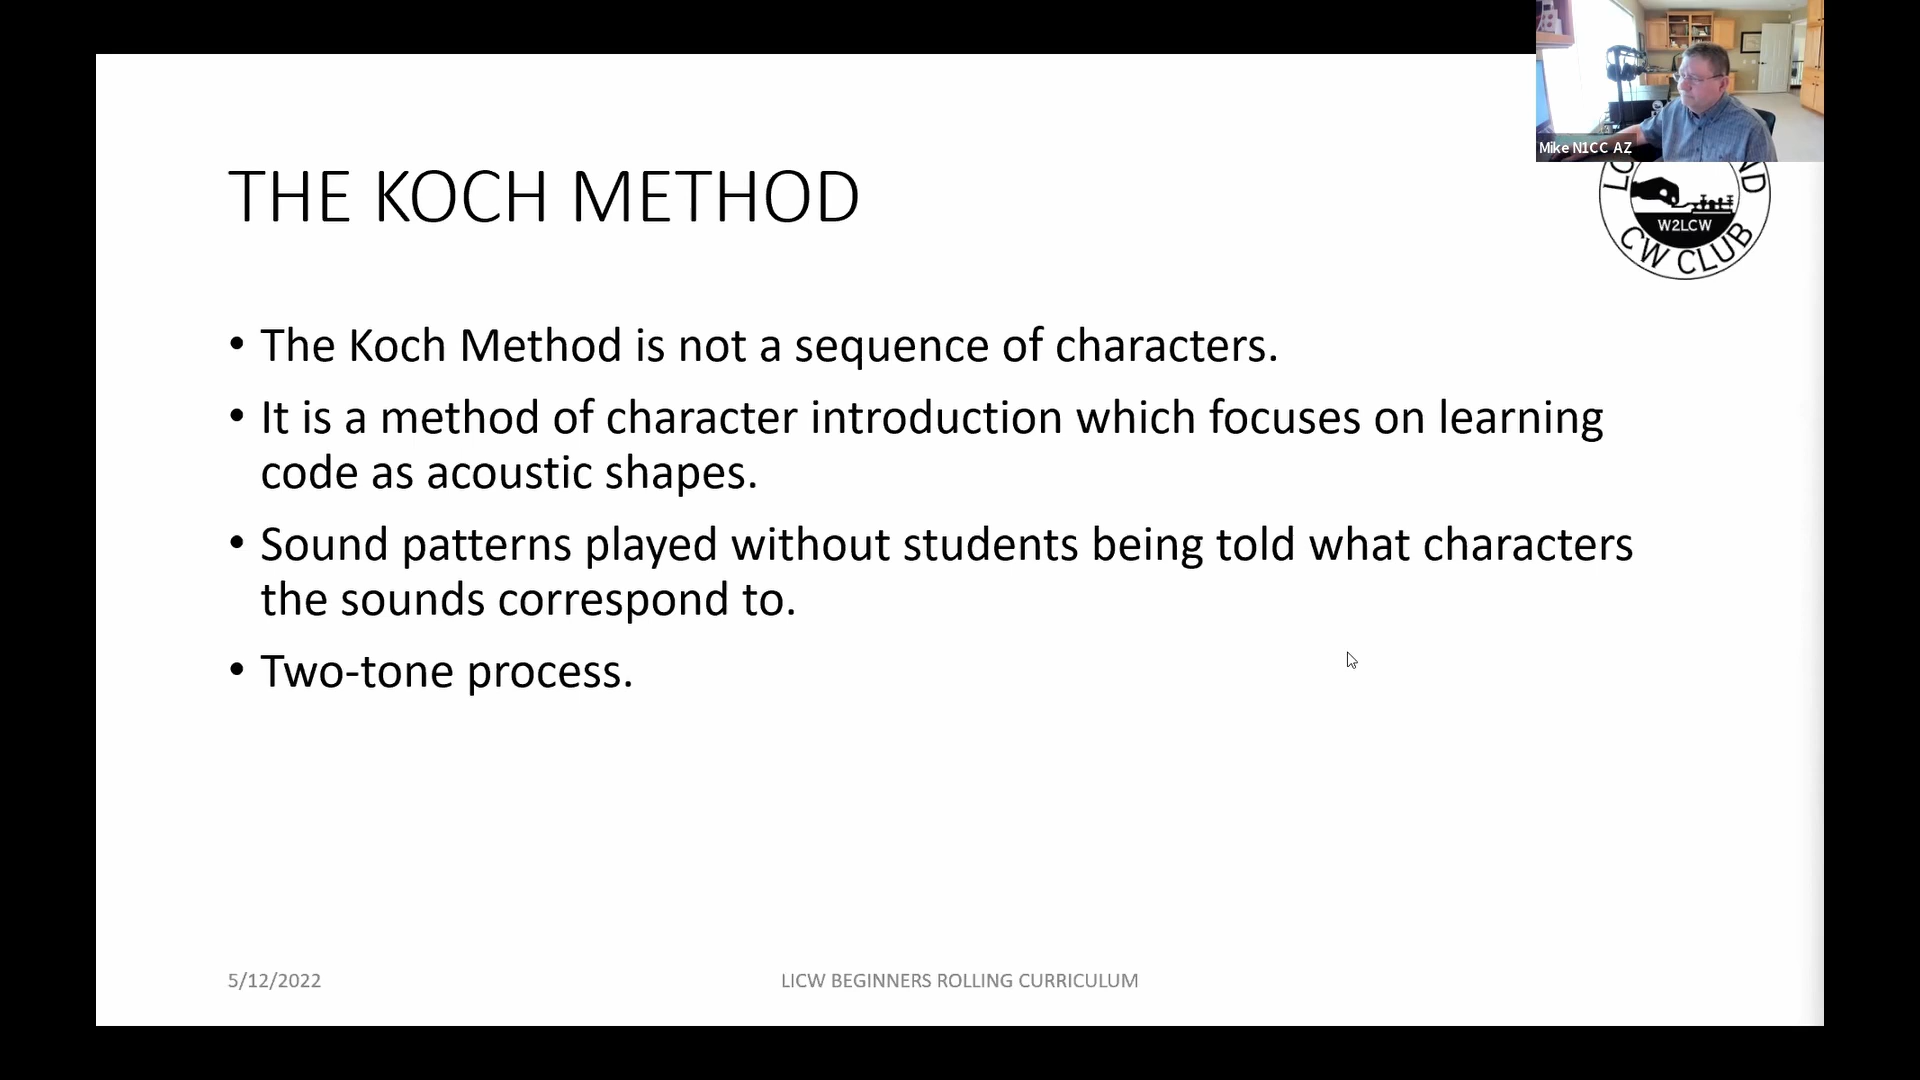 Mike N1CC AZ
THE KOCH METHOD
W2LCW
CW CLUB
• The Koch Method is not a sequence of characters.
• It is a method of character introduction which focuses on learning
code as acoustic shapes.
• Sound patterns played without students being told what characters
the sounds correspond to.
• Two-tone process.
5/12/2022
LICW BEGINNERS ROLLING CURRICULUM